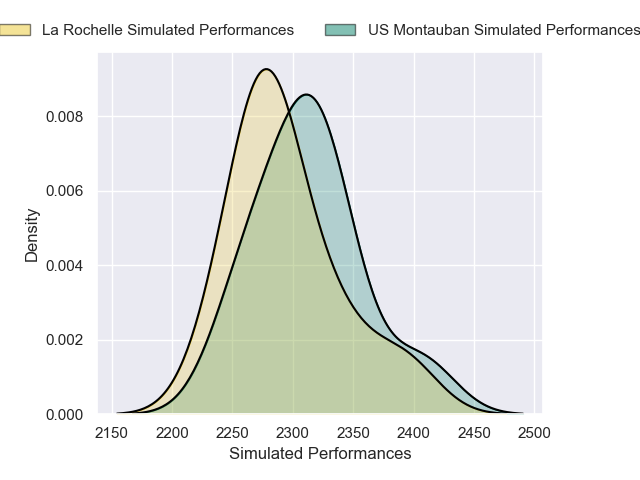 La Rochelle Simulated Performances US Montauban Simulated Performances
0.008
0.006
0.004
0.002
0.000
Density
2150 2200 2250 2300 2350 2400 2450 2500
Simulated Performances